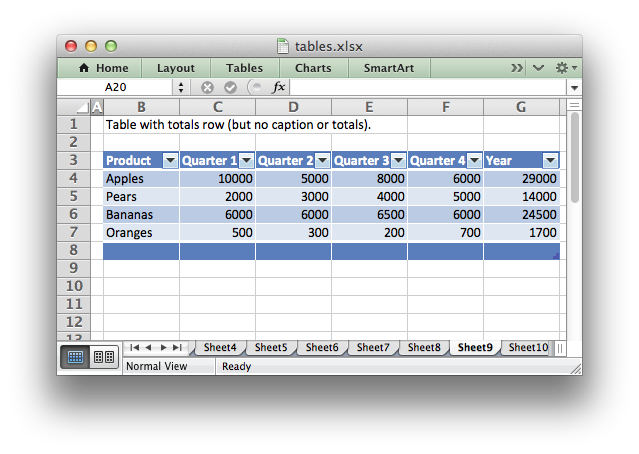 tables.xlsx
Home Layout Tables Charts SmartArt
A20 fx
A B C D E F G
1 Table with totals row (but no caption or totals).
2
3 Product Quarter 1 Quarter 2 Quarter 3 Quarter 4 Year
4 Apples 10000 5000 8000 6000 29000
5 Pears 2000 3000 4000 5000 14000
6 Bananas 6000 6000 6500 6000 24500
7 Oranges 500 300 200 700 1700
8
9
10
11
12
13
Sheet4 Sheet5 Sheet6 Sheet7 Sheet8 Sheet9 Sheet10
Normal View Ready